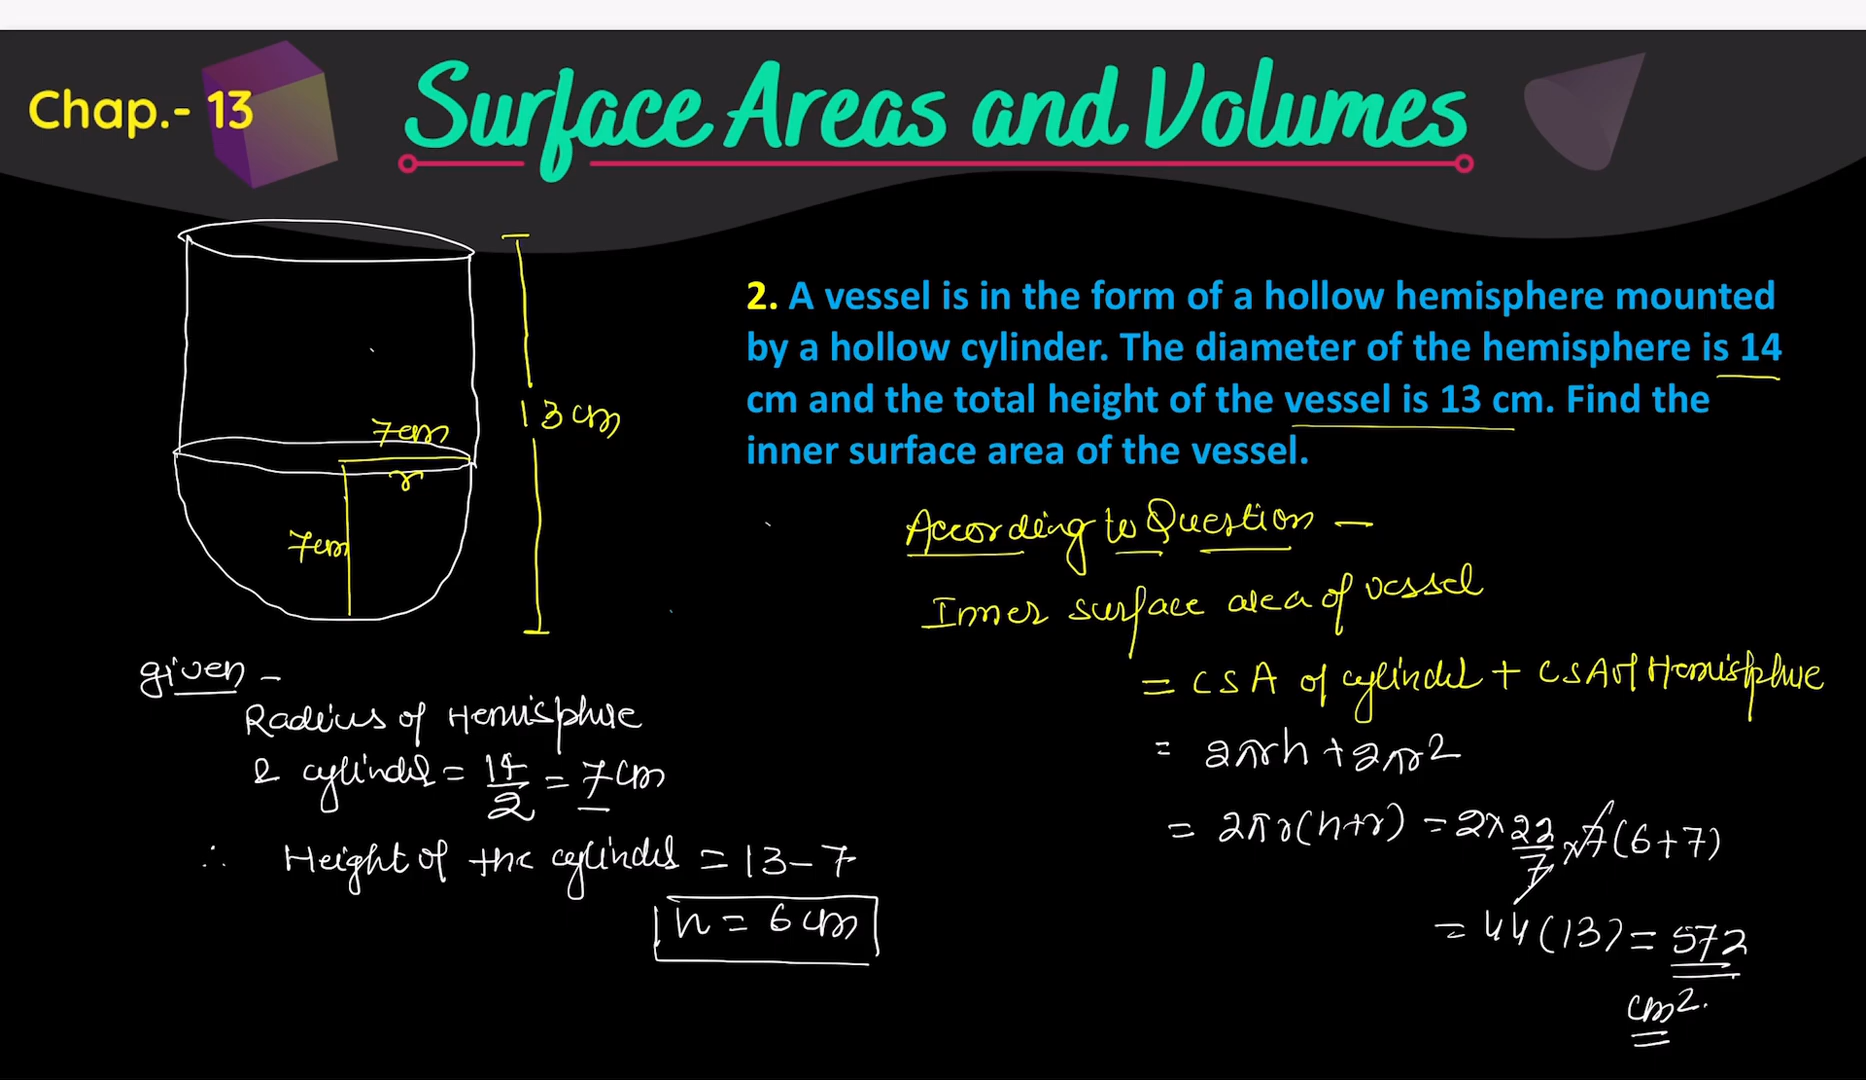 Chap.- 13
Surface Areas and Volumes
2. A vessel is in the form of a hollow hemisphere mounted
by a hollow cylinder. The diameter of the hemisphere is 14
cm and the total height of the vessel is 13 cm. Find the
inner surface area of the vessel.
13 cm
7cm
r
7cm
given -
Radius of Hemisphere
& cylinder = 14/2 = 7 cm
∴ Height of the cylinder = 13 - 7
h = 6 cm
According to Question —
Inner surface area of vessel
= CSA of cylinder + CSA of Hemisphere
= 2πrh + 2πr2
= 2πr(h+r) = 2 × 22/7 × 7 (6+7)
= 44 (13) = 572
cm².